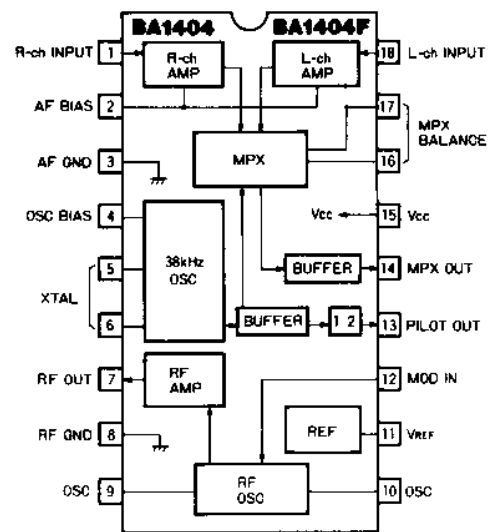 BA1404 BA1404F
R-ch INPUT 1 R-ch AMP L-ch AMP 18 L-ch INPUT
AF BIAS 2 17
MPX BALANCE
AF GND 3 MPX 16
OSC BIAS 4 Vcc 15 Vcc
5 38kHz OSC BUFFER 14 MPX OUT
XTAL
6 BUFFER 1 2 13 PILOT OUT
RF OUT 7 RF AMP 12 MOD IN
RF GND 8 REF 11 VREF
OSC 9 RF OSC 10 OSC